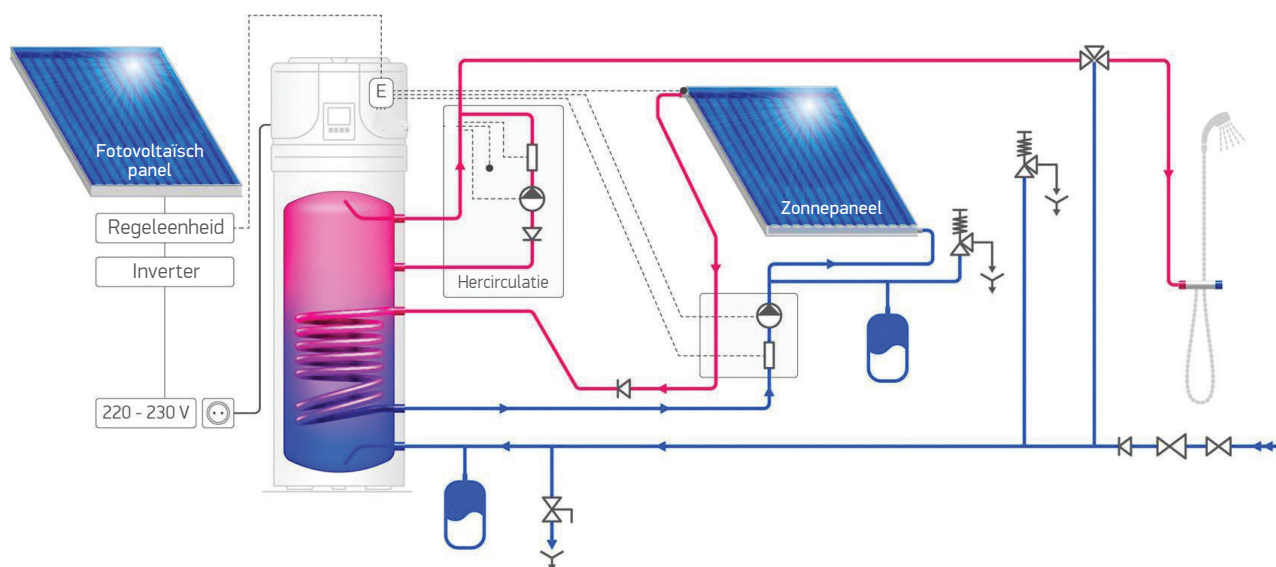 Fotovoltaïsch
panel
Regeleenheid
Inverter
220 - 230 V
E
Hercirculatie
Zonnepaneel